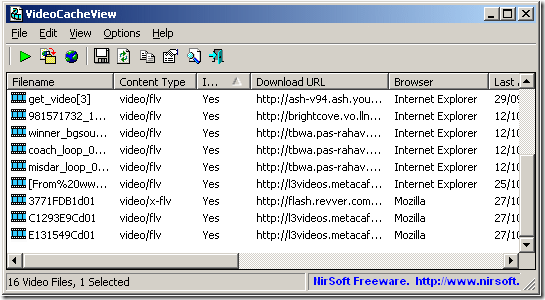 VideoCacheView
File Edit View Options Help
Filename Content Type I... Download URL Browser Last
get_video[3] video/flv Yes http://ash-v94.ash.you... Internet Explorer 29/09
981571732_1... video/flv Yes http://brightcove.vo.lln... Internet Explorer 12/10
winner_bgsou... video/flv Yes http://tbwa.pas-rahav.... Internet Explorer 12/10
coach_loop_0... video/flv Yes http://tbwa.pas-rahav.... Internet Explorer 12/10
misdar_loop_0... video/flv Yes http://tbwa.pas-rahav.... Internet Explorer 12/10
[From%20ww... video/flv Yes http://l3videos.metacaf... Internet Explorer 25/10
3771FDB1d01 video/x-flv Yes http://flash.revver.com... Mozilla 27/10
C1293E9Cd01 video/flv Yes http://l3videos.metacaf... Mozilla 27/10
E131549Cd01 video/flv Yes http://l3videos.metacaf... Mozilla 27/10
16 Video Files, 1 Selected NirSoft Freeware. http://www.nirsoft.